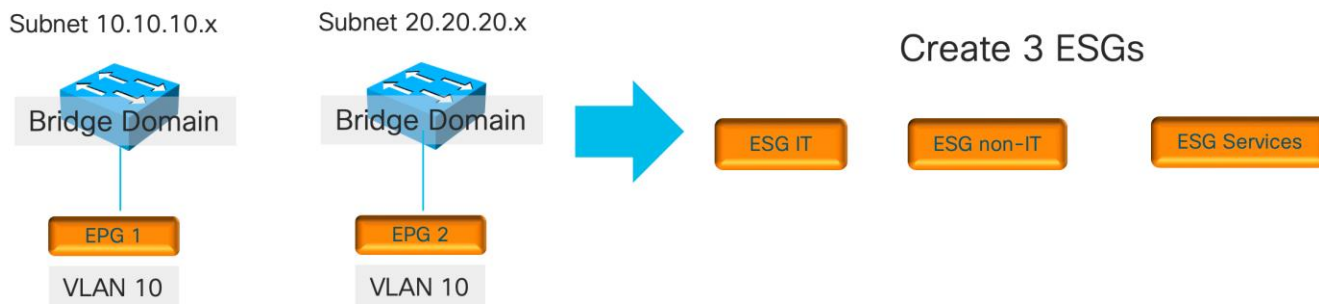 Subnet 10.10.10.x
Subnet 20.20.20.x
Create 3 ESGs
Bridge Domain
Bridge Domain
ESG IT
ESG non-IT
ESG Services
EPG 1
EPG 2
VLAN 10
VLAN 10